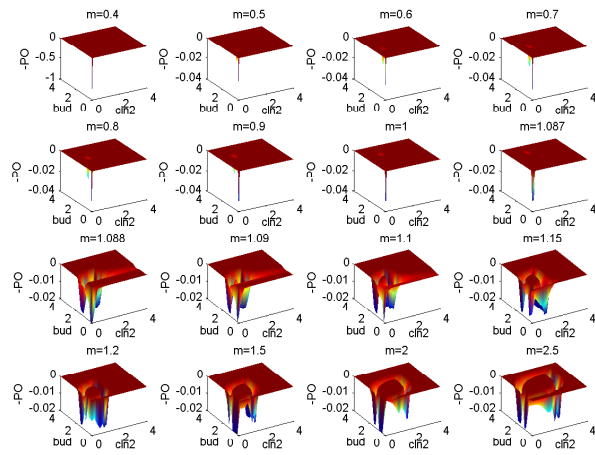 m=0.4 m=0.5 m=0.6 m=0.7
0 0 0 0
-PO -0.5 -PO -0.02 -PO -0.02 -PO -0.02
-1 -0.04 -0.04 -0.04
4 4 4 4 4 4 4 4
2 2 2 2 2 2 2 2
bud 0 0 cln2 bud 0 0 cln2 bud 0 0 cln2 bud 0 0 cln2
m=0.8 m=0.9 m=1 m=1.087
0 0 0 0
-PO -0.02 -PO -0.02 -PO -0.02 -PO -0.02
-0.04 -0.04 -0.04 -0.04
4 4 4 4 4 4 4 4
2 2 2 2 2 2 2 2
bud 0 0 cln2 bud 0 0 cln2 bud 0 0 cln2 bud 0 0 cln2
m=1.088 m=1.09 m=1.1 m=1.15
0 0 0 0
-PO -0.01 -PO -0.01 -PO -0.01 -PO -0.01
-0.02 -0.02 -0.02 -0.02
4 4 4 4 4 4 4 4
2 2 2 2 2 2 2 2
bud 0 0 cln2 bud 0 0 cln2 bud 0 0 cln2 bud 0 0 cln2
m=1.2 m=1.5 m=2 m=2.5
0 0 0 0
-PO -0.01 -PO -0.01 -PO -0.01 -PO -0.01
-0.02 -0.02 -0.02 -0.02
4 4 4 4 4 4 4 4
2 2 2 2 2 2 2 2
bud 0 0 cln2 bud 0 0 cln2 bud 0 0 cln2 bud 0 0 cln2